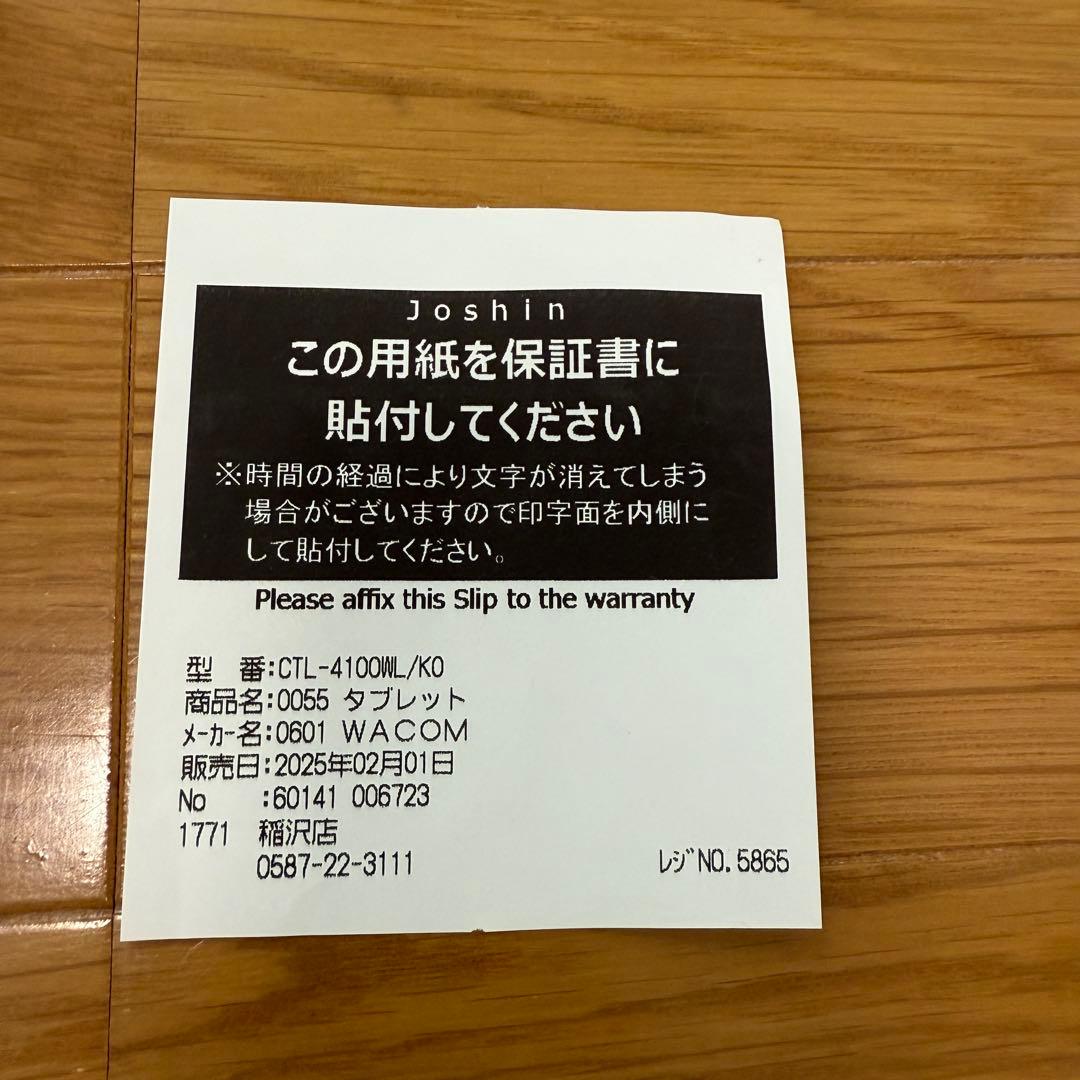 Joshin
この用紙を保証書に
貼付してください
※時間の経過により文字が消えてしまう
場合がございますので印字面を内側に
して貼付してください。
Please affix this Slip to the warranty
型　番:CTL-4100WL/K0
商品名:0055 タブレット
ﾒｰｶｰ名:0601 ＷＡＣＯＭ
販売日:2025年02月01日
No　　:60141 006723
1771　稲沢店
0587-22-3111
ﾚｼﾞNO.5865